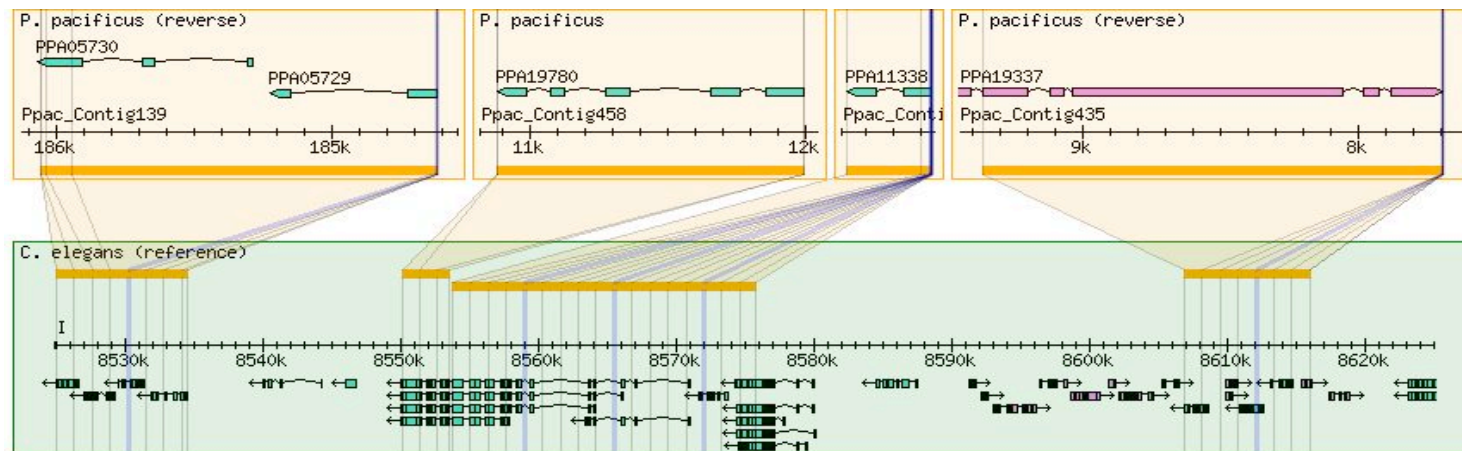 P. pacificus (reverse)
PPA05730
PPA05729
Ppac_Contig139
186k 185k
P. pacificus
PPA19780
Ppac_Contig458
11k 12k
PPA11338
Ppac_Conti
P. pacificus (reverse)
PPA19337
Ppac_Contig435
9k 8k
C. elegans (reference)
I
8530k 8540k 8550k 8560k 8570k 8580k 8590k 8600k 8610k 8620k